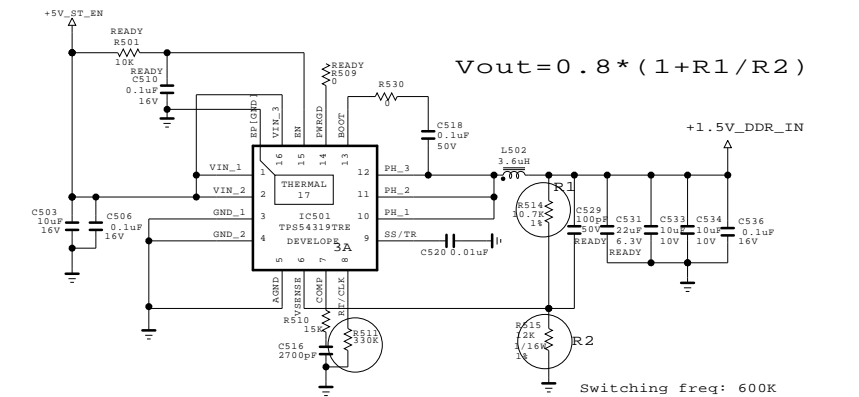 +5V_ST_EN
READY
R501
10K
READY
C510
0.1uF
16V
READY
R509
0
R530
0
Vout=0.8*(1+R1/R2)
C518
0.1uF
50V
+1.5V_DDR_IN
L502
3.6uH
EP[GND]
VIN_3
EN
PWRGD
BOOT
16
15
14
13
VIN_1
1
VIN_2
2
GND_1
3
GND_2
4
THERMAL
17
IC501
TPS54319TRE
DEVELOPE
3A
12
PH_3
11
PH_2
10
PH_1
9
SS/TR
C520 0.01uF
5
6
7
8
AGND
VSENSE
COMP
RT/CLK
C503
10uF
16V
C506
0.1uF
16V
R1
R514
10.7K
1%
C529
100pF
50V
READY
C531
22uF
6.3V
READY
C533
10uF
10V
C534
10uF
10V
C536
0.1uF
16V
R510
15K
C516
2700pF
R511
330K
R515
12K
1/16W
1%
R2
Switching freq: 600K